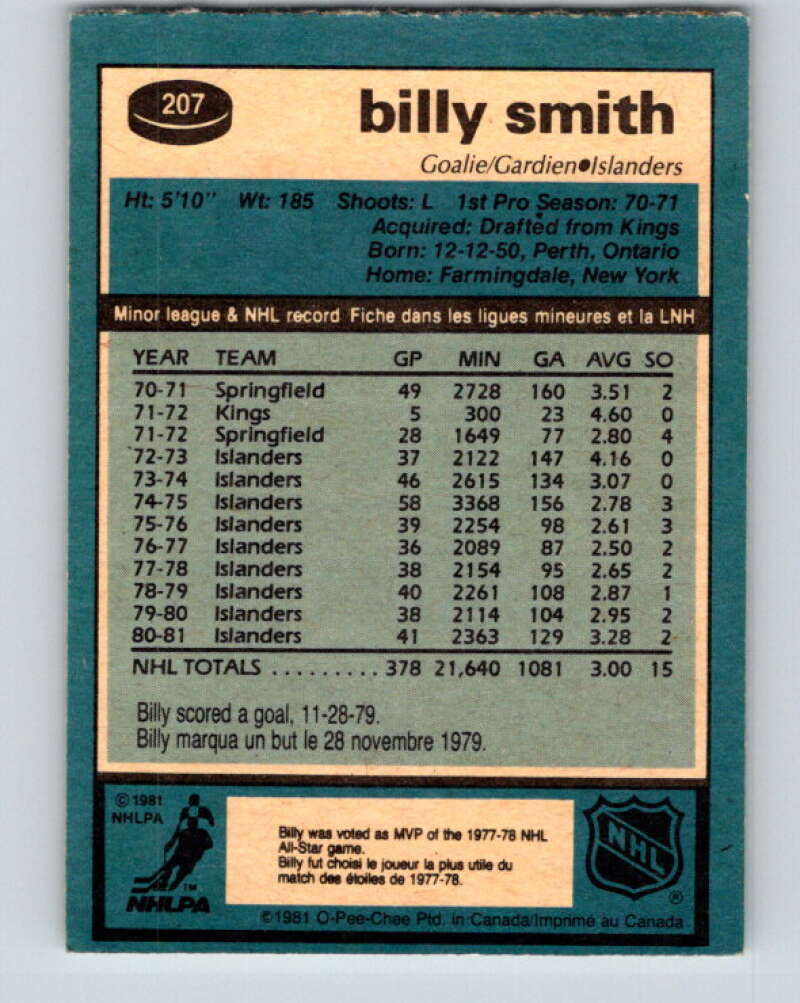 207
billy smith
Goalie/Gardien●Islanders
Ht: 5'10" Wt: 185 Shoots: L 1st Pro Season: 70-71
Acquired: Drafted from Kings
Born: 12-12-50, Perth, Ontario
Home: Farmingdale, New York
Minor league & NHL record Fiche dans les ligues mineures et la LNH
YEAR TEAM GP MIN GA AVG SO
70-71 Springfield 49 2728 160 3.51 2
71-72 Kings 5 300 23 4.60 0
71-72 Springfield 28 1649 77 2.80 4
72-73 Islanders 37 2122 147 4.16 0
73-74 Islanders 46 2615 134 3.07 0
74-75 Islanders 58 3368 156 2.78 3
75-76 Islanders 39 2254 98 2.61 3
76-77 Islanders 36 2089 87 2.50 2
77-78 Islanders 38 2154 95 2.65 2
78-79 Islanders 40 2261 108 2.87 1
79-80 Islanders 38 2114 104 2.95 2
80-81 Islanders 41 2363 129 3.28 2
NHL TOTALS ......... 378 21,640 1081 3.00 15
Billy scored a goal, 11-28-79.
Billy marqua un but le 28 novembre 1979.
© 1981
NHLPA
Billy was voted as MVP of the 1977-78 NHL
All-Star game.
Billy fut choisi le joueur la plus utile du
match des étoiles de 1977-78.
NHL
®
™
NHLPA
©1981 O-Pee-Chee Ptd. in Canada/Imprimé au Canada